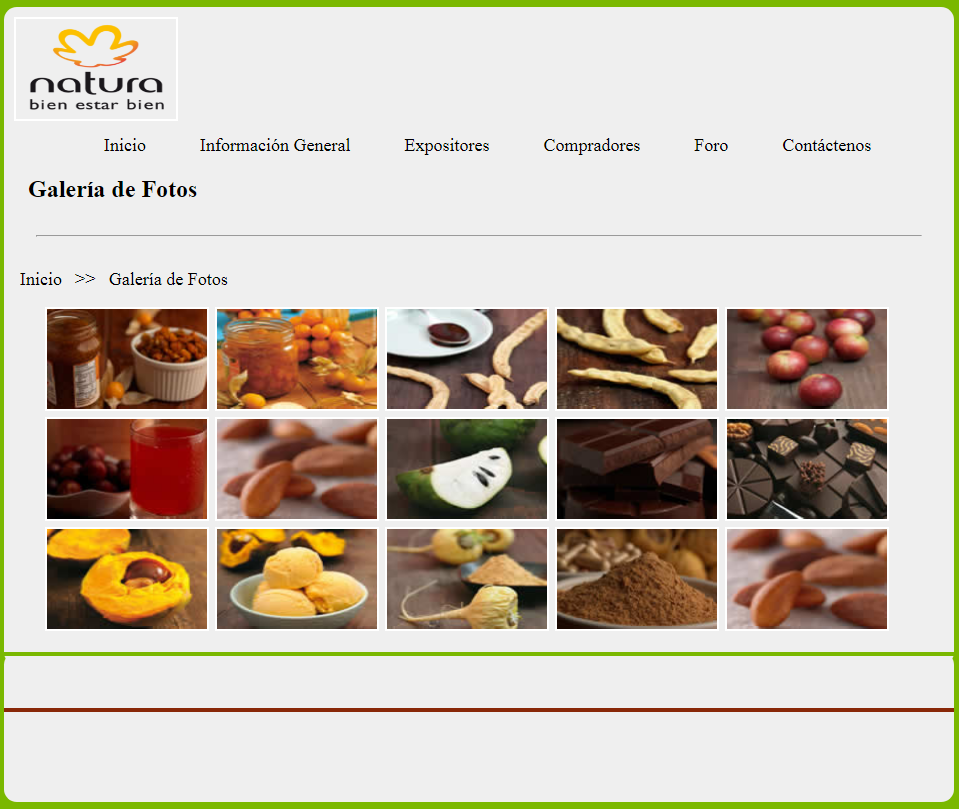 natura
bien estar bien
Inicio Información General Expositores Compradores Foro Contáctenos
Galería de Fotos
Inicio >> Galería de Fotos